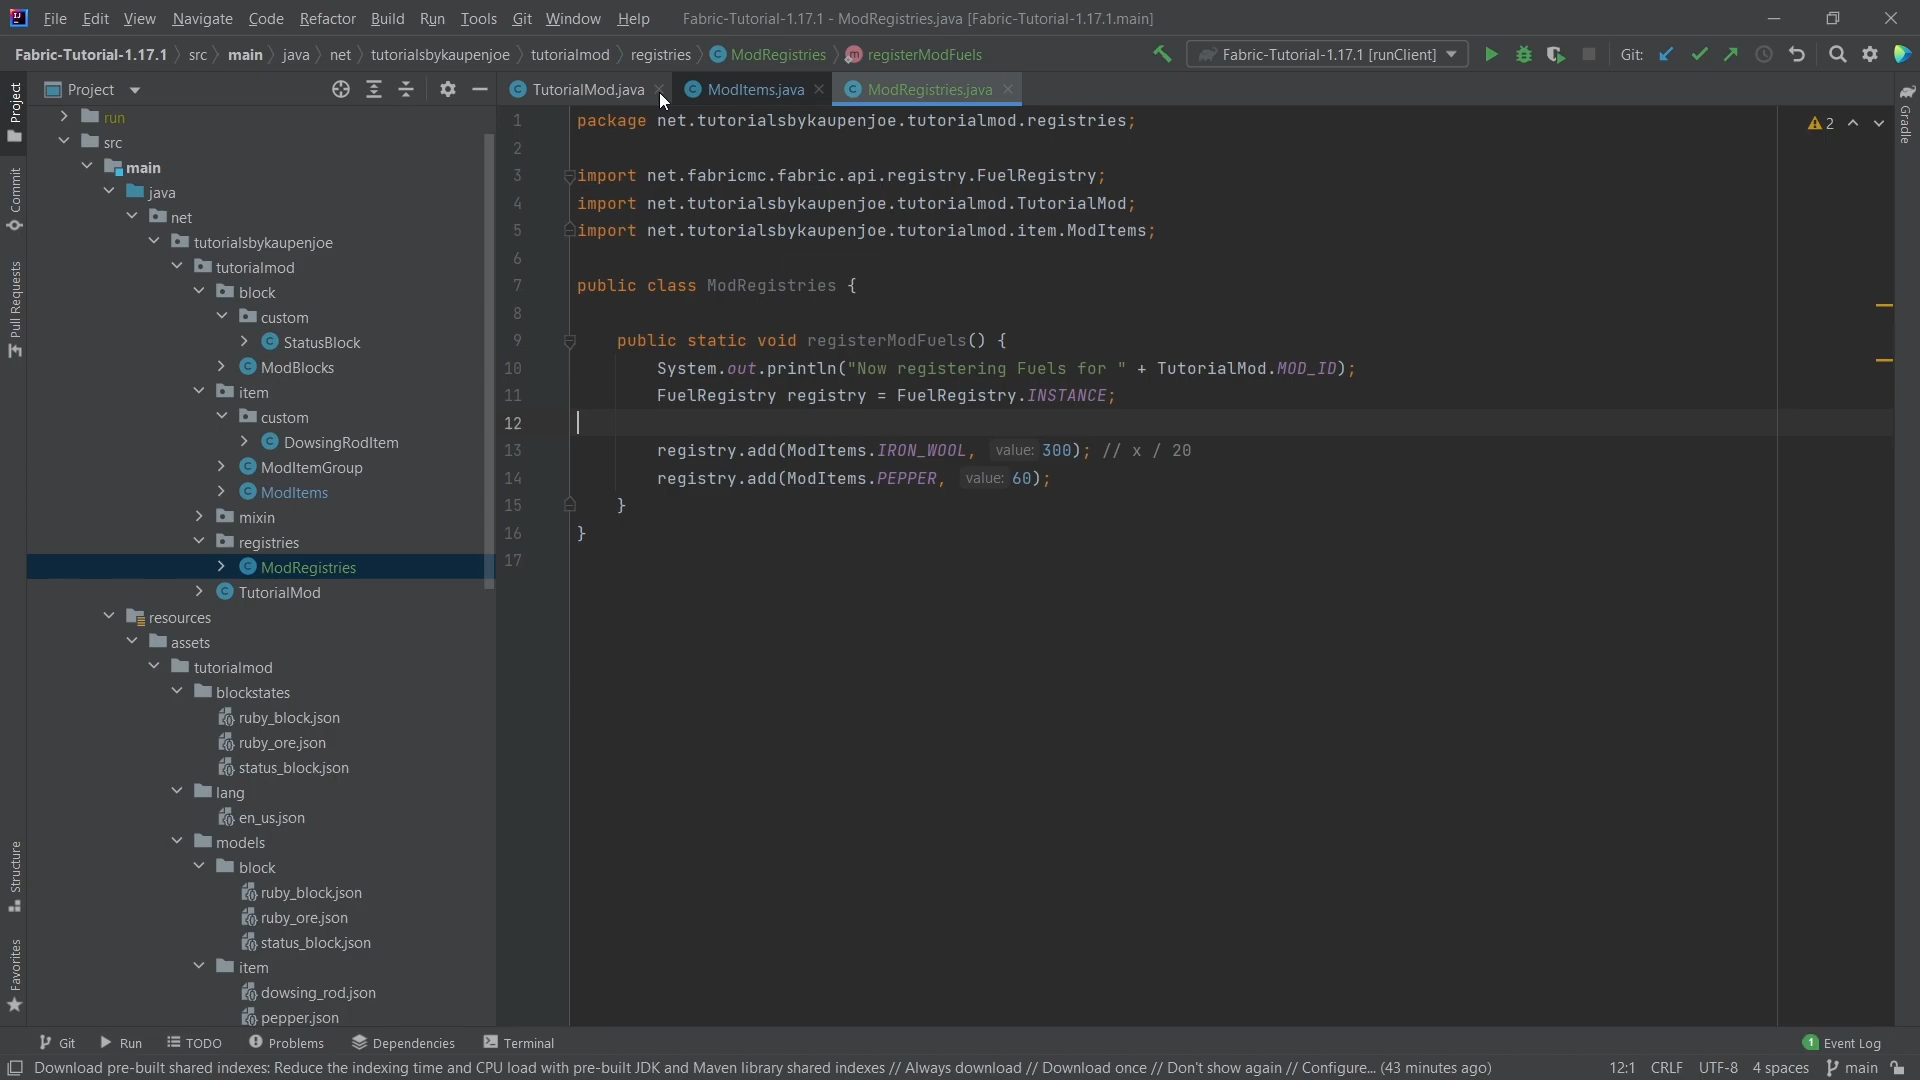 File Edit View Navigate Code Refactor Build Run Tools Git Window Help Fabric-Tutorial-1.17.1 - ModRegistries.java [Fabric-Tutorial-1.17.1.main]
Fabric-Tutorial-1.17.1 src main java net tutorialsbykaupenjoe tutorialmod registries ModRegistries registerModFuels Fabric-Tutorial-1.17.1 [runClient] Git:
Project
TutorialMod.java ModItems.java ModRegistries.java
Project
Commit
Pull Requests
Structure
Favorites
run
src
main
java
net
tutorialsbykaupenjoe
tutorialmod
block
custom
StatusBlock
ModBlocks
item
custom
DowsingRodItem
ModItemGroup
ModItems
mixin
registries
ModRegistries
TutorialMod
resources
assets
tutorialmod
blockstates
ruby_block.json
ruby_ore.json
status_block.json
lang
en_us.json
models
block
ruby_block.json
ruby_ore.json
status_block.json
item
dowsing_rod.json
pepper.json
1 package net.tutorialsbykaupenjoe.tutorialmod.registries;
2
3 import net.fabricmc.fabric.api.registry.FuelRegistry;
4 import net.tutorialsbykaupenjoe.tutorialmod.TutorialMod;
5 import net.tutorialsbykaupenjoe.tutorialmod.item.ModItems;
6
7 public class ModRegistries {
8
9 public static void registerModFuels() {
10 System.out.println("Now registering Fuels for " + TutorialMod.MOD_ID);
11 FuelRegistry registry = FuelRegistry.INSTANCE;
12
13 registry.add(ModItems.IRON_WOOL, value: 300); // x / 20
14 registry.add(ModItems.PEPPER, value: 60);
15 }
16 }
17
2
Gradle
Git Run TODO Problems Dependencies Terminal 1 Event Log
Download pre-built shared indexes: Reduce the indexing time and CPU load with pre-built JDK and Maven library shared indexes // Always download // Download once // Don't show again // Configure... (43 minutes ago) 12:1 CRLF UTF-8 4 spaces main